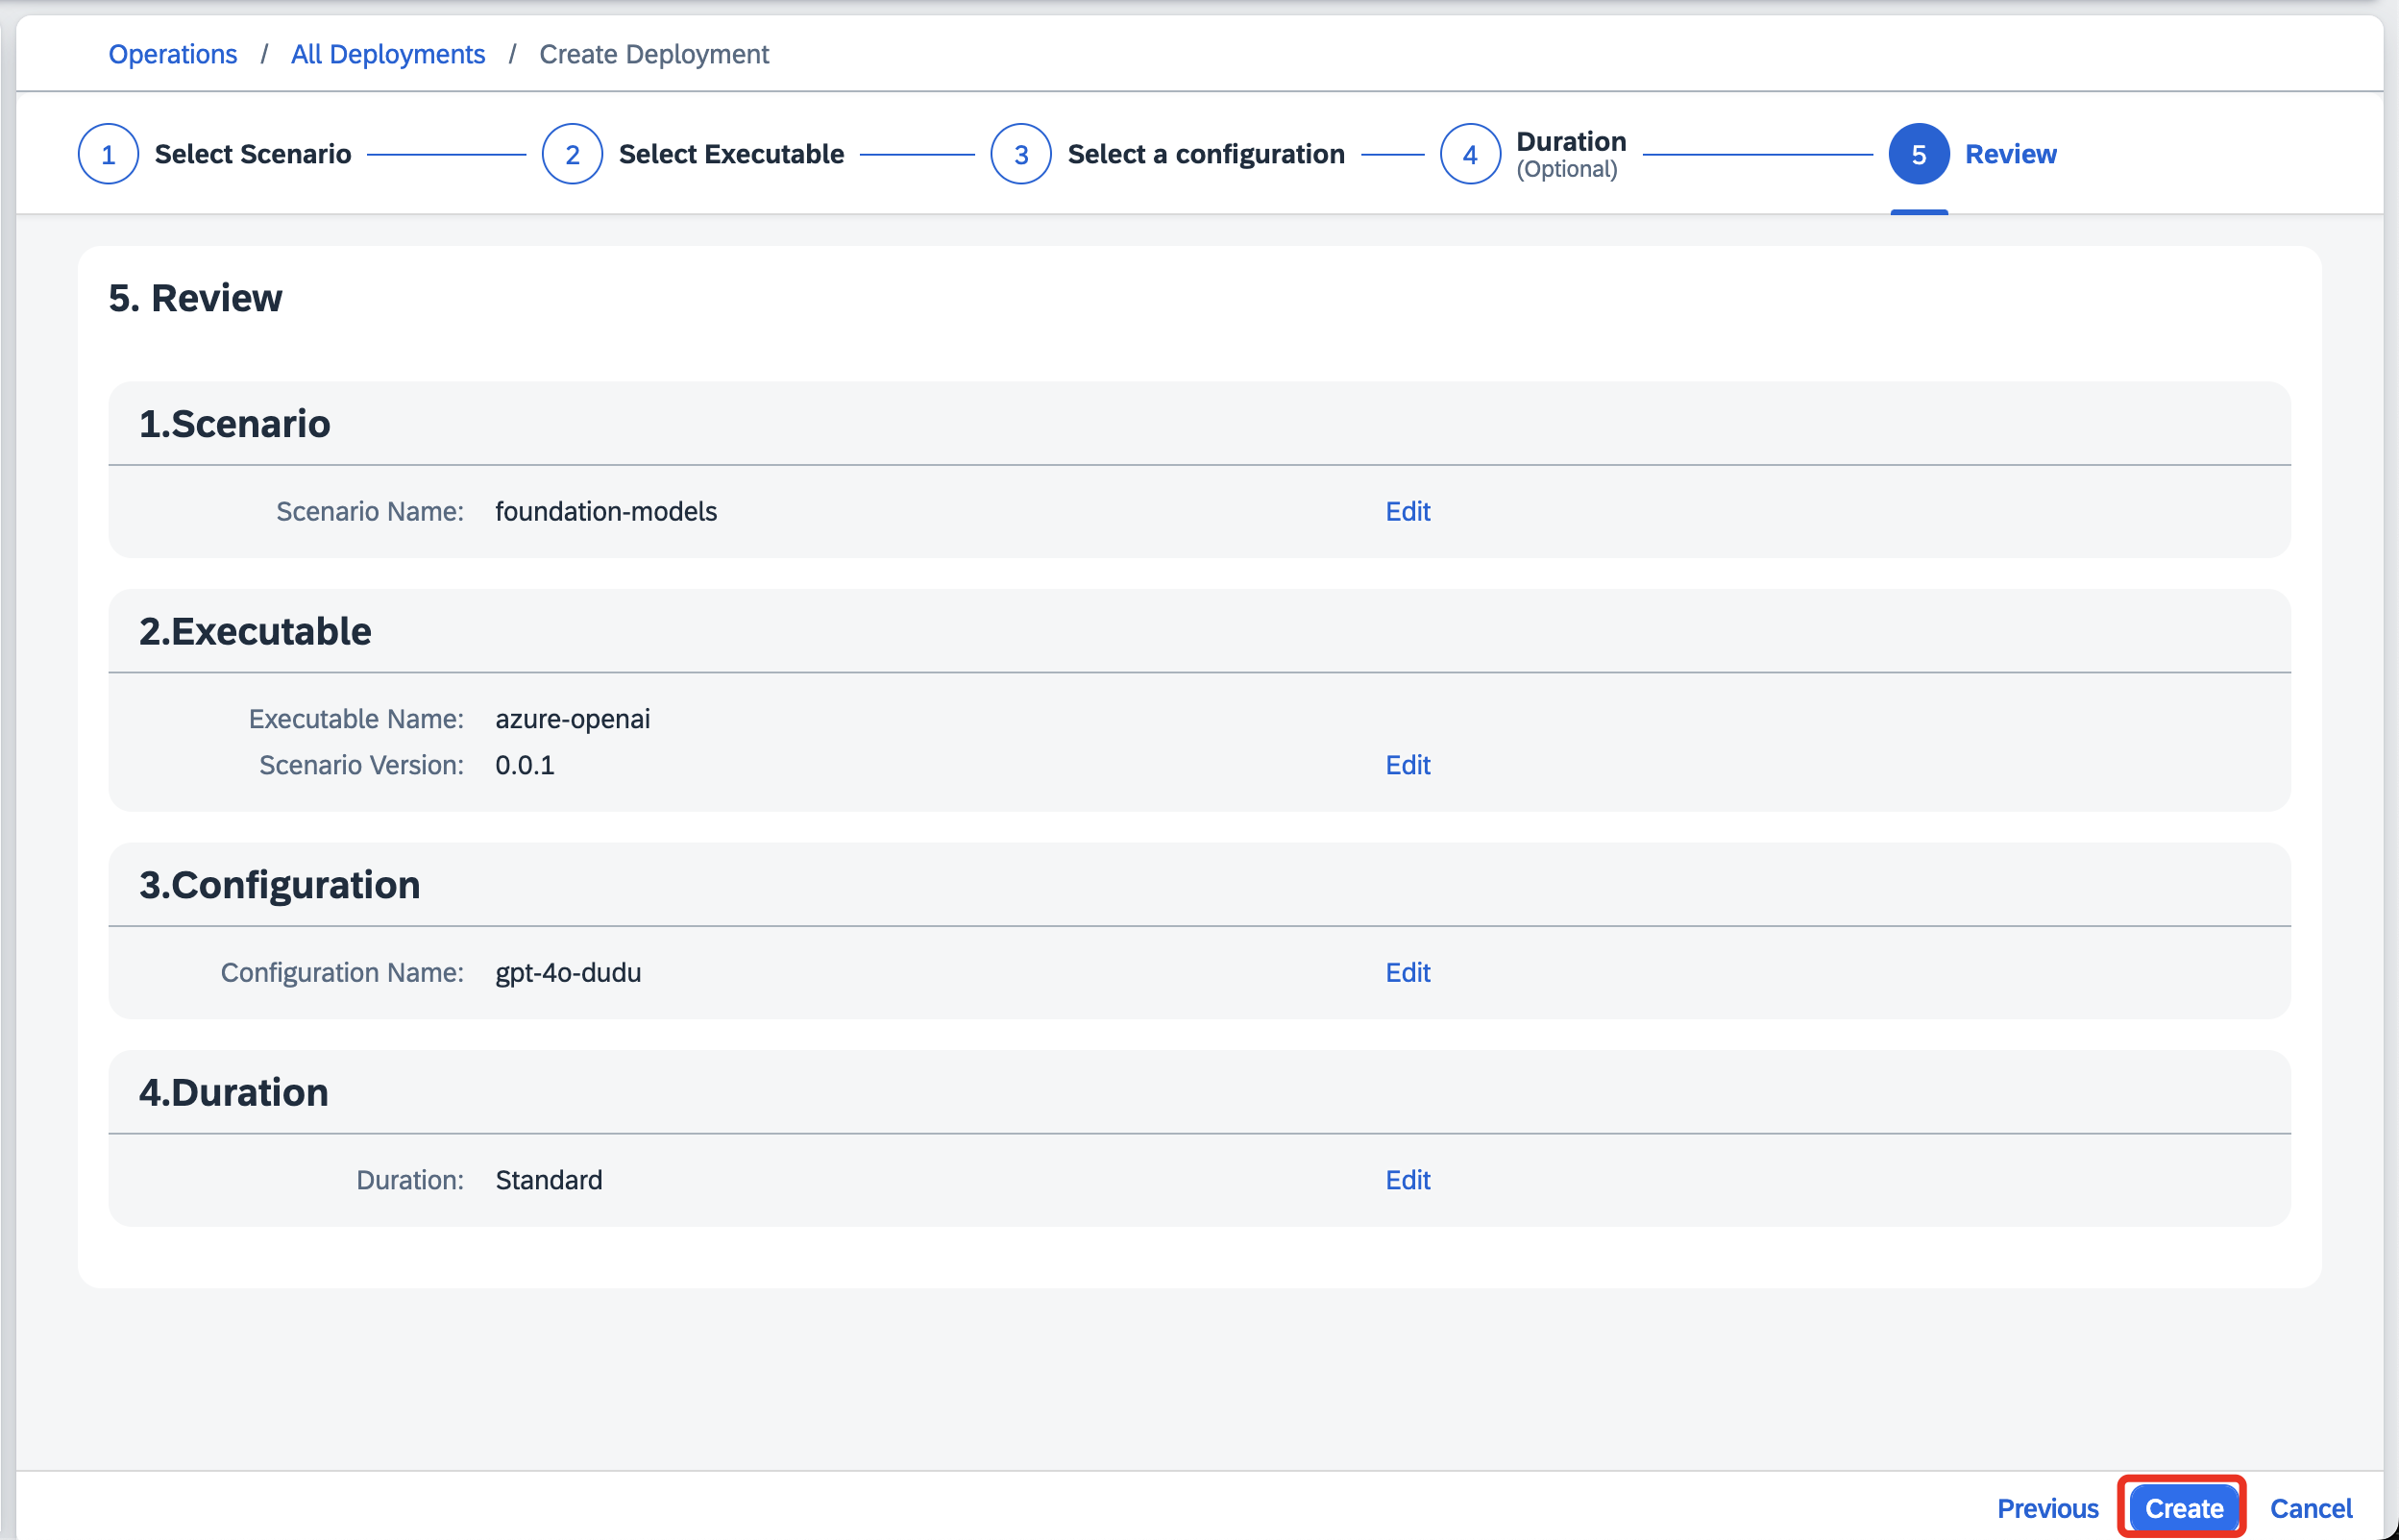 Operations / All Deployments / Create Deployment
1 Select Scenario 2 Select Executable 3 Select a configuration 4 Duration (Optional) 5 Review
5. Review
1.Scenario
Scenario Name: foundation-models Edit
2.Executable
Executable Name: azure-openai
Scenario Version: 0.0.1 Edit
3.Configuration
Configuration Name: gpt-4o-dudu Edit
4.Duration
Duration: Standard Edit
Previous Create Cancel